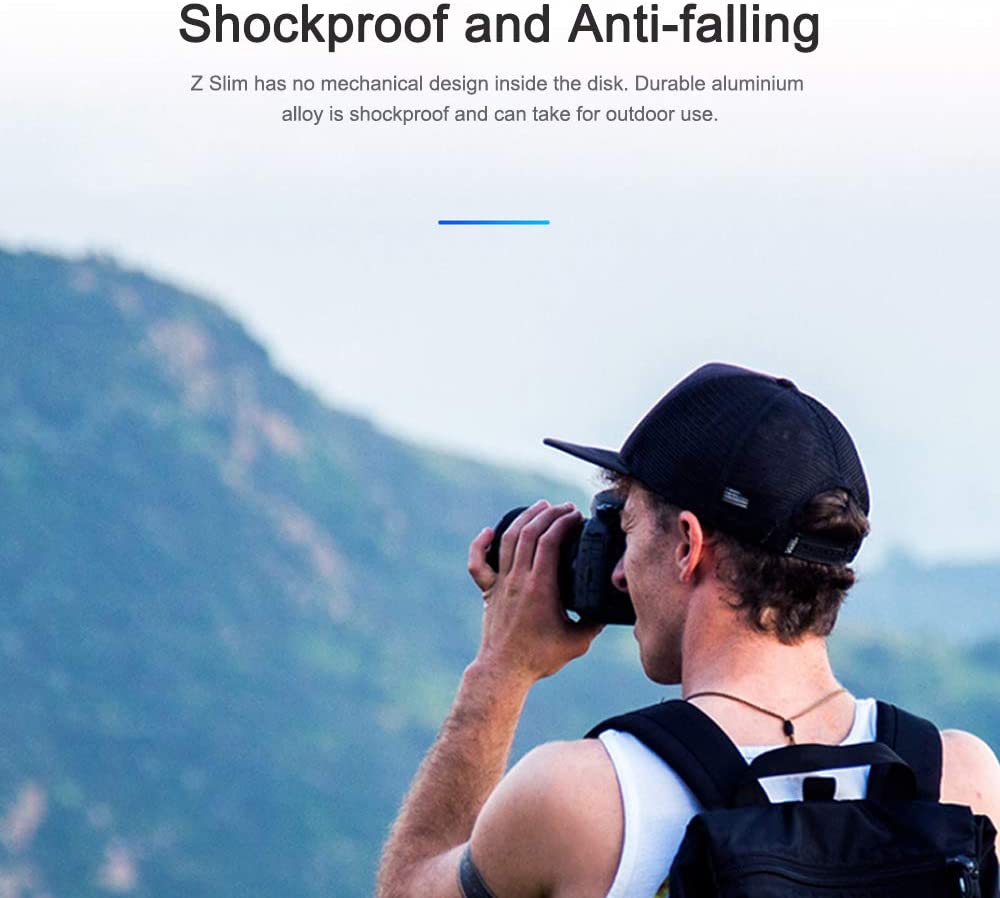 Shockproof and Anti-falling
Z Slim has no mechanical design inside the disk. Durable aluminium
alloy is shockproof and can take for outdoor use.